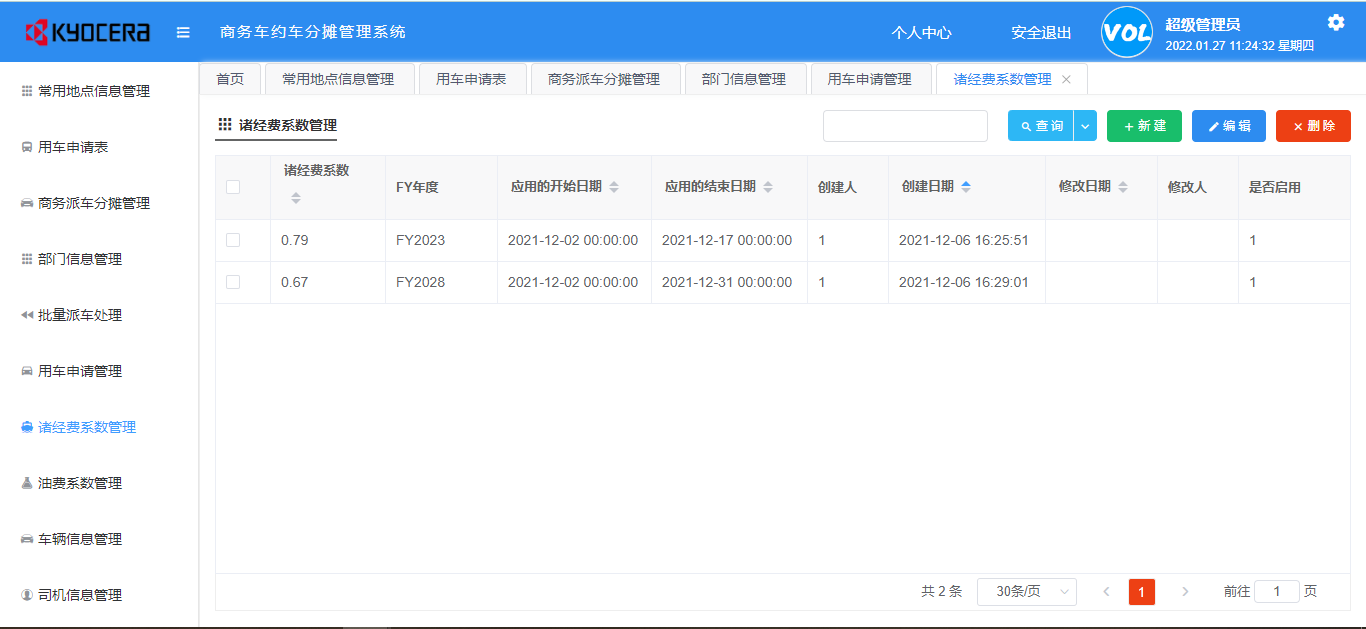 KYOCERA
商务车约车分摊管理系统
个人中心
安全退出
VOL
超级管理员
2022.01.27 11:24:32 星期四
常用地点信息管理
用车申请表
商务派车分摊管理
部门信息管理
批量派车处理
用车申请管理
诸经费系数管理
油费系数管理
车辆信息管理
司机信息管理
首页 常用地点信息管理 用车申请表 商务派车分摊管理 部门信息管理 用车申请管理 诸经费系数管理
诸经费系数管理
查询 新建 编辑 删除
诸经费系数 FY年度 应用的开始日期 应用的结束日期 创建人 创建日期 修改日期 修改人 是否启用
0.79 FY2023 2021-12-02 00:00:00 2021-12-17 00:00:00 1 2021-12-06 16:25:51 1
0.67 FY2028 2021-12-02 00:00:00 2021-12-31 00:00:00 1 2021-12-06 16:29:01 1
共 2 条 30条/页 1 前往 1 页